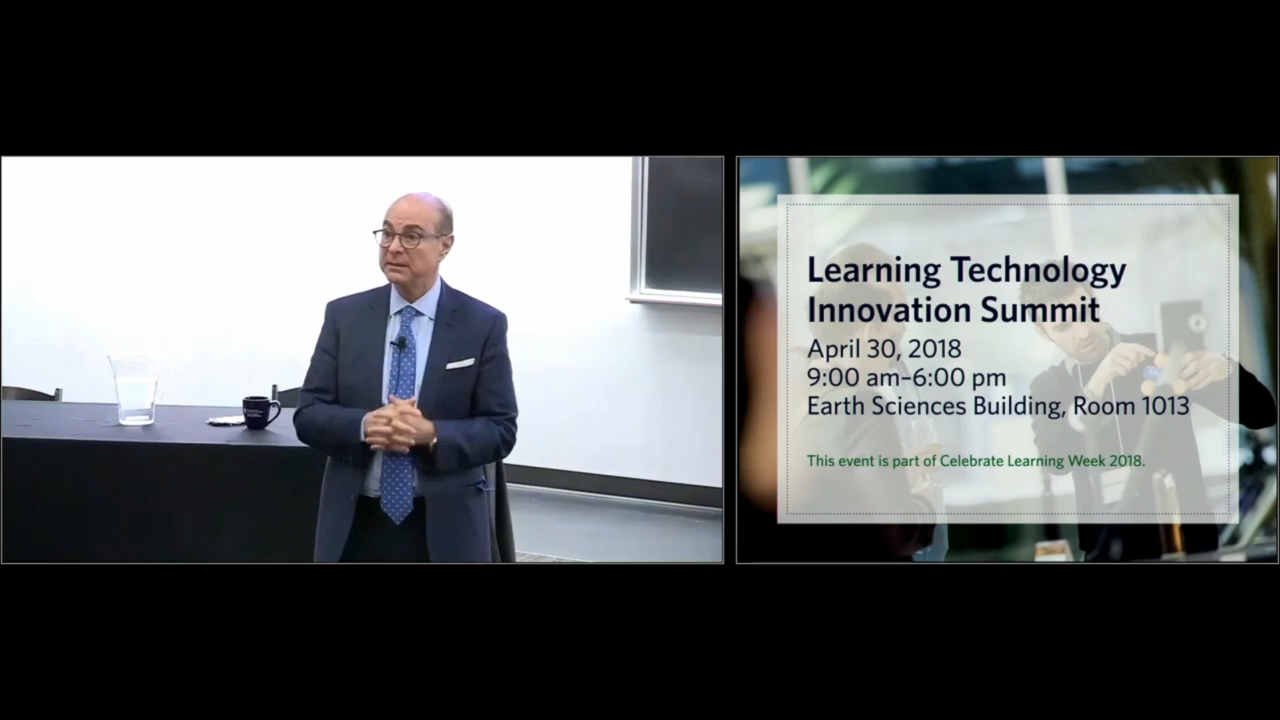 Learning Technology
Innovation Summit
April 30, 2018
9:00 am–6:00 pm
Earth Sciences Building, Room 1013
This event is part of Celebrate Learning Week 2018.